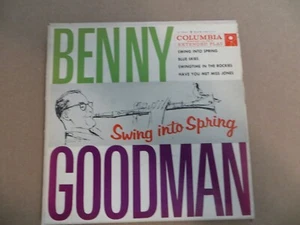 BENNY
COLUMBIA
EXTENDED PLAY
SWING INTO SPRING
BLUE SKIES
SWINGTIME IN THE ROCKIES
HAVE YOU MET MISS JONES
Swing into Spring
GOODMAN